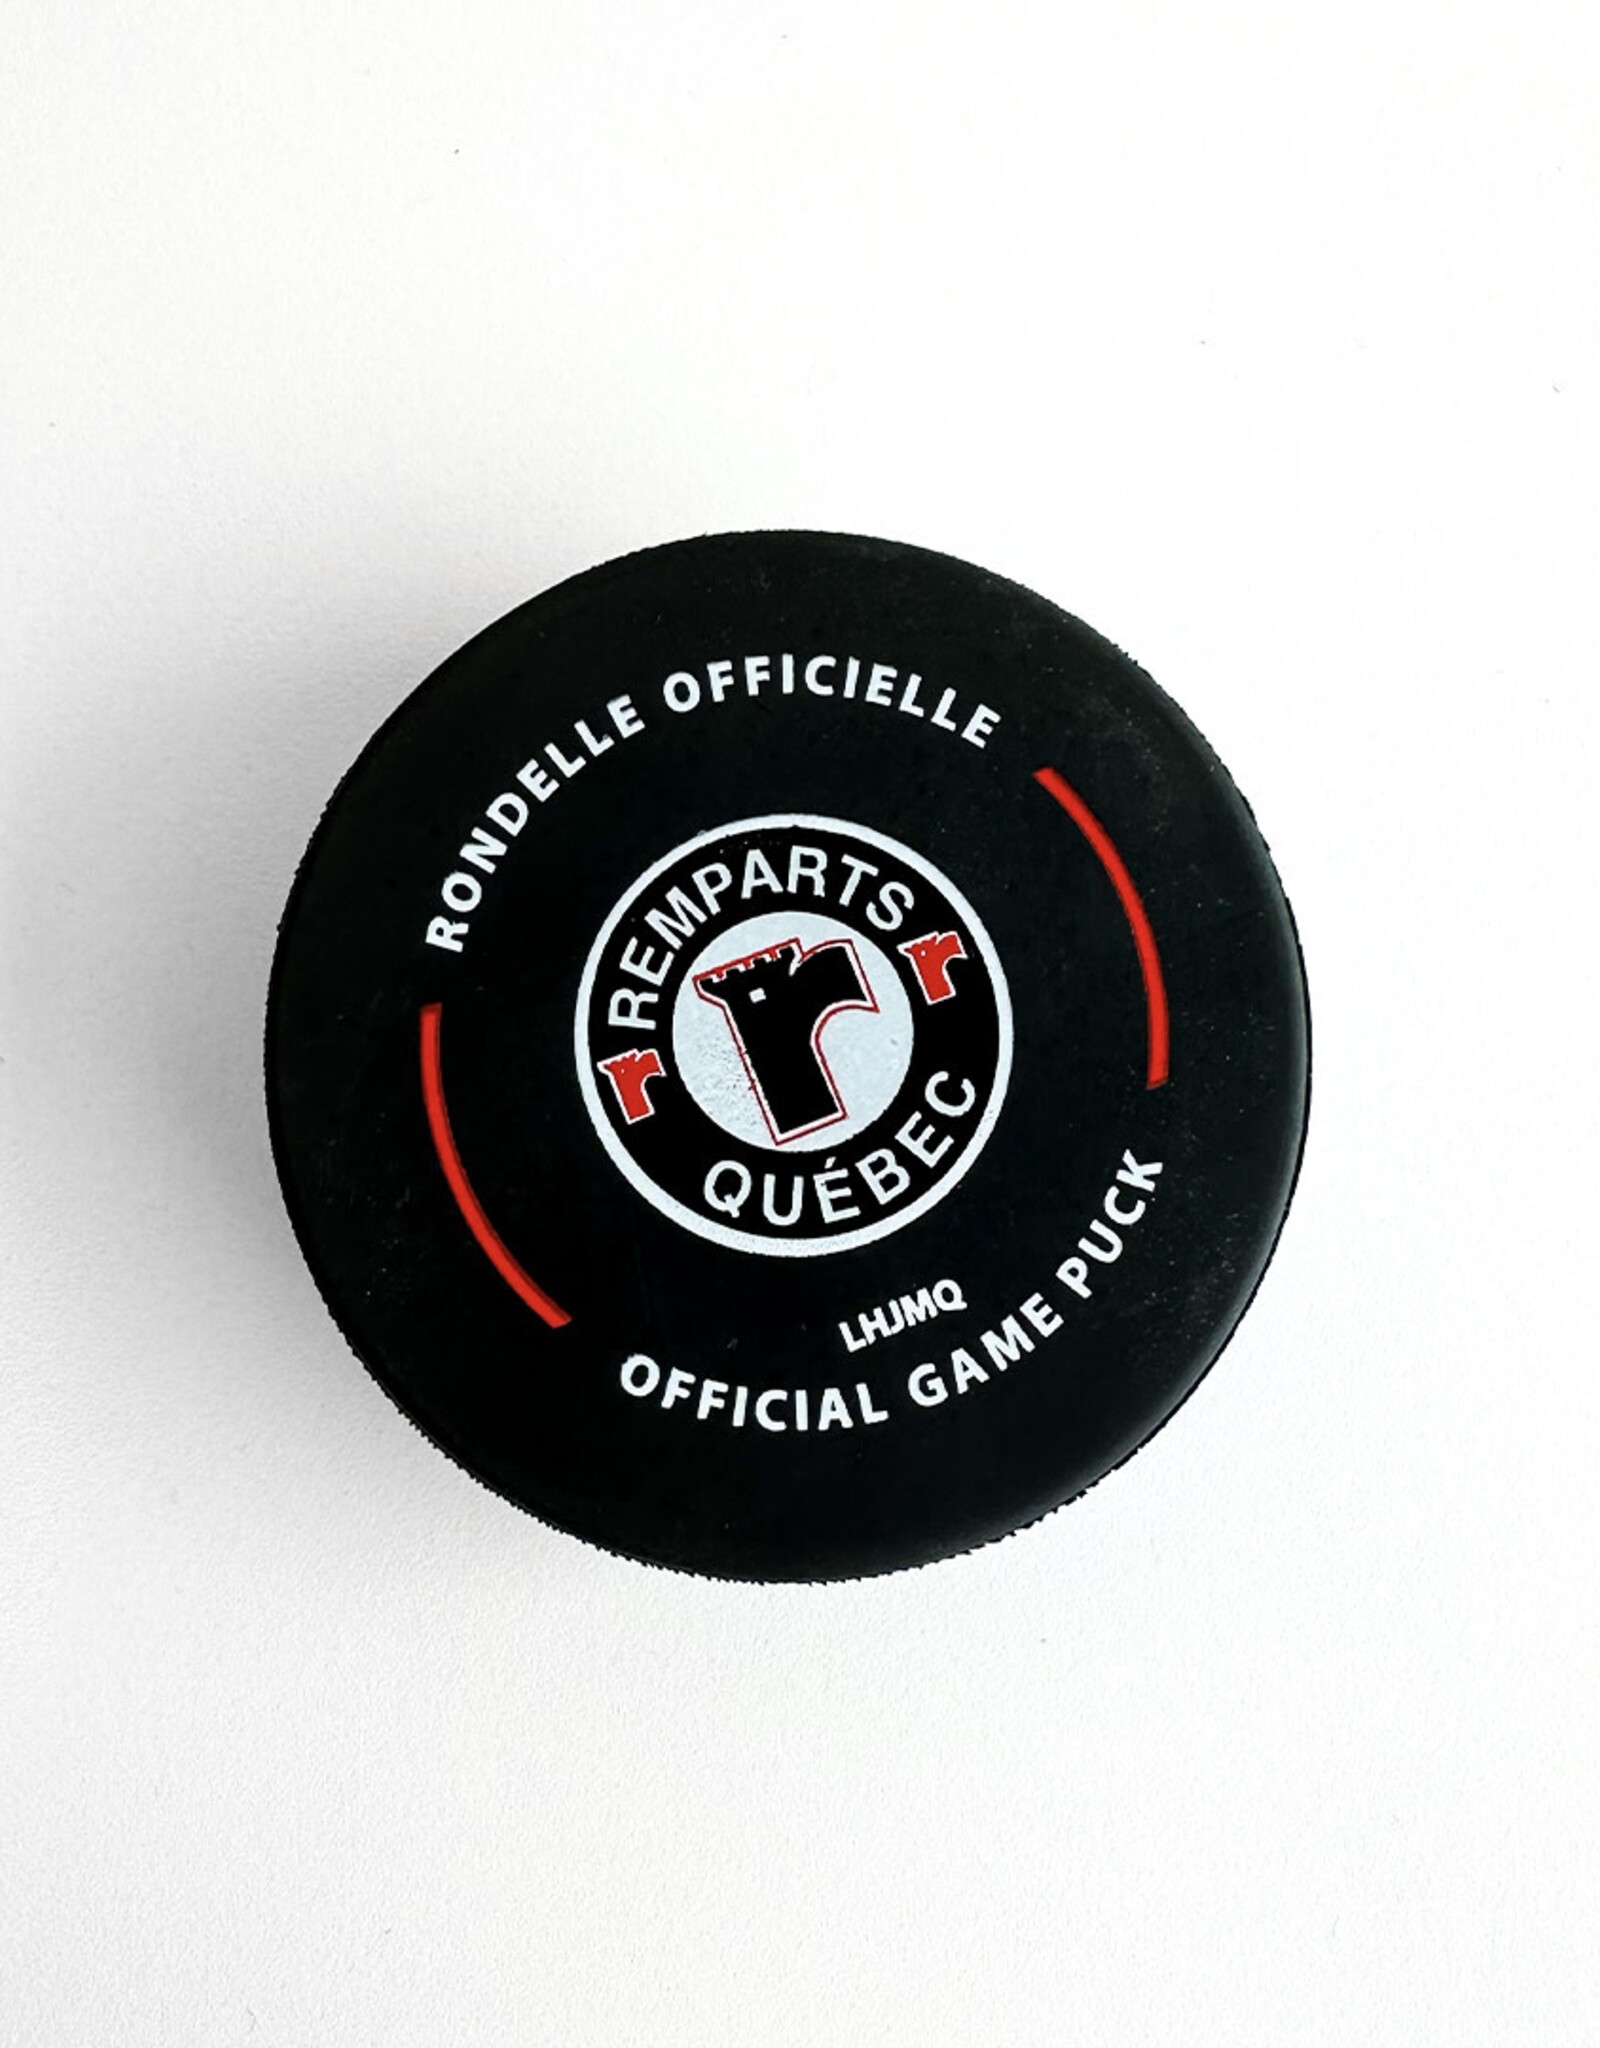 RONDELLE OFFICIELLE
REMPARTS
QUÉBEC
LHJMQ
OFFICIAL GAME PUCK